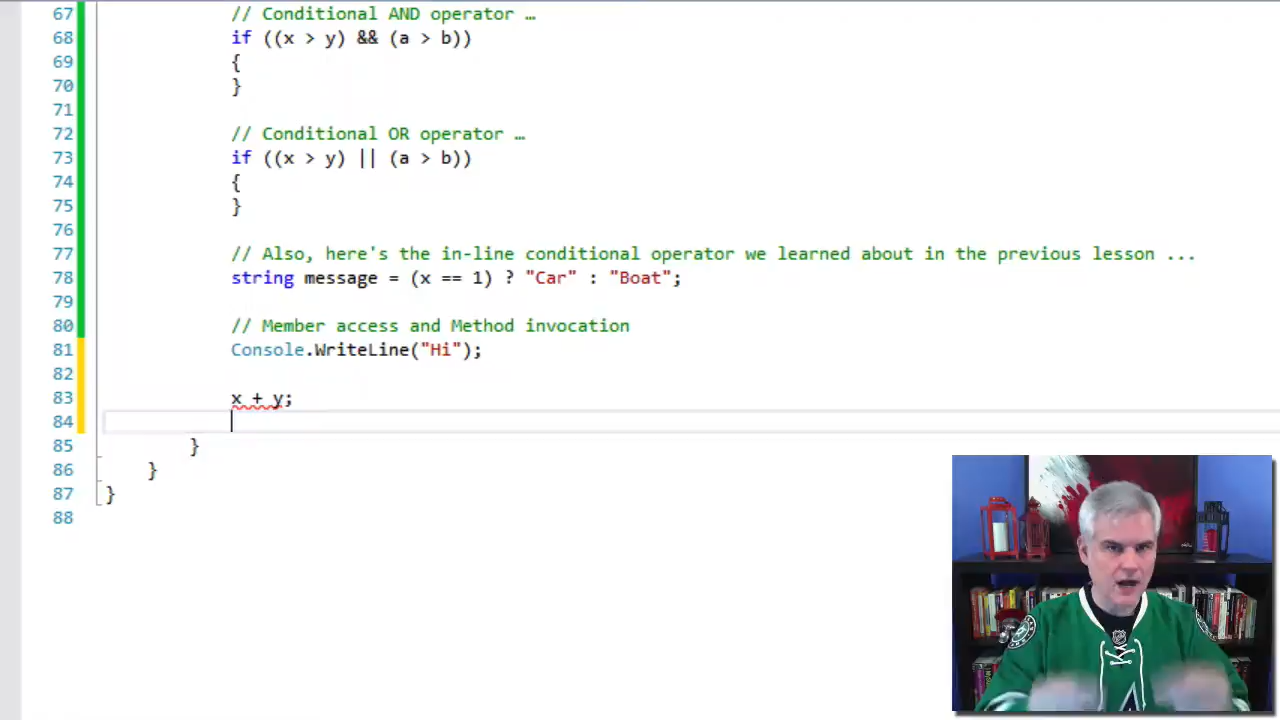 67 // Conditional AND operator …
68 if ((x > y) && (a > b))
69 {
70 }
71
72 // Conditional OR operator …
73 if ((x > y) || (a > b))
74 {
75 }
76
77 // Also, here's the in-line conditional operator we learned about in the previous lesson ...
78 string message = (x == 1) ? "Car" : "Boat";
79
80 // Member access and Method invocation
81 Console.WriteLine("Hi");
82
83 x + y;
84
85 }
86 }
87 }
88